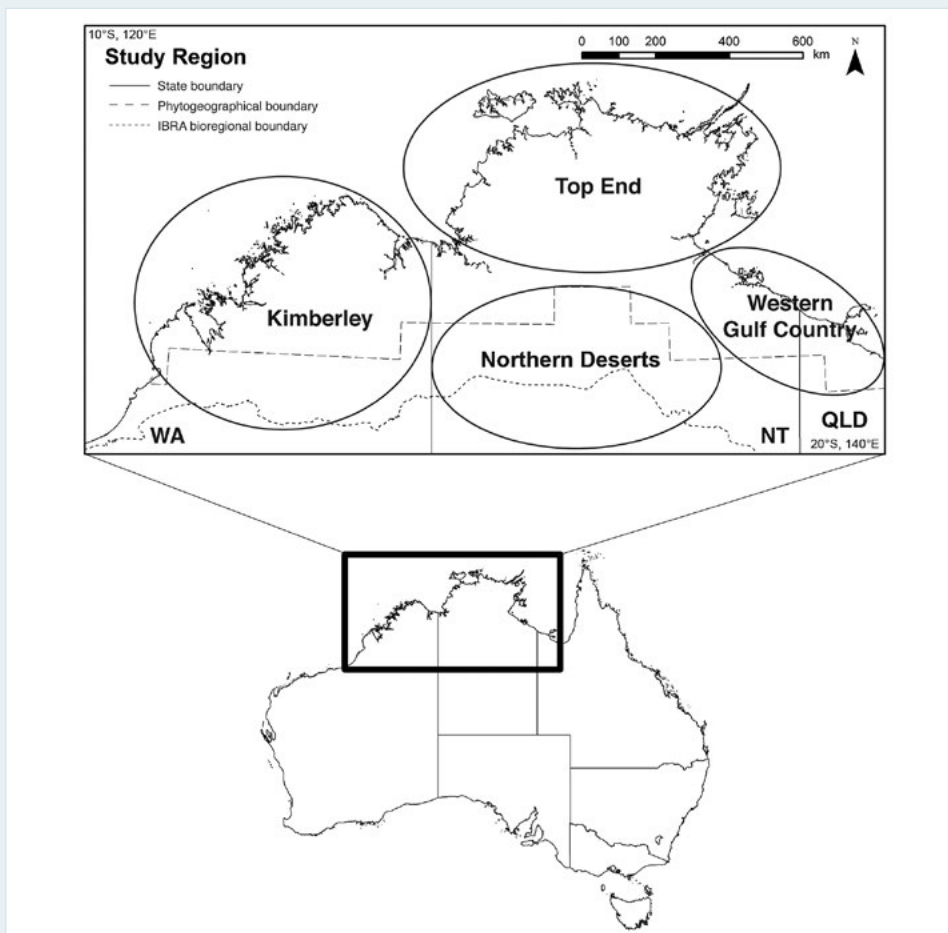 10°S, 120°E
Study Region
State boundary
Phytogeographical boundary
IBRA bioregional boundary
0 100 200 400 600
km
N
Top End
Kimberley
Western
Gulf Country
Northern Deserts
WA
NT
QLD
20°S, 140°E